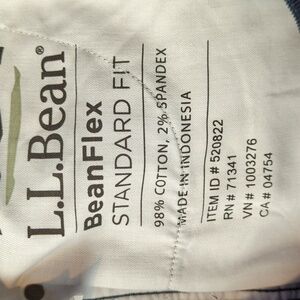 L.L.Bean®
BeanFlex
STANDARD FIT
98% COTTON, 2% SPANDEX
MADE IN INDONESIA
ITEM ID # 520822
RN # 71341
VN # 1003276
CA # 04754